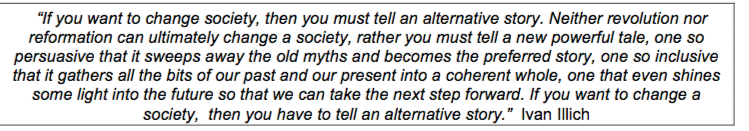 “If you want to change society, then you must tell an alternative story. Neither revolution nor
reformation can ultimately change a society, rather you must tell a new powerful tale, one so
persuasive that it sweeps away the old myths and becomes the preferred story, one so inclusive
that it gathers all the bits of our past and our present into a coherent whole, one that even shines
some light into the future so that we can take the next step forward. If you want to change a
society,  then you have to tell an alternative story.”  Ivan Illich